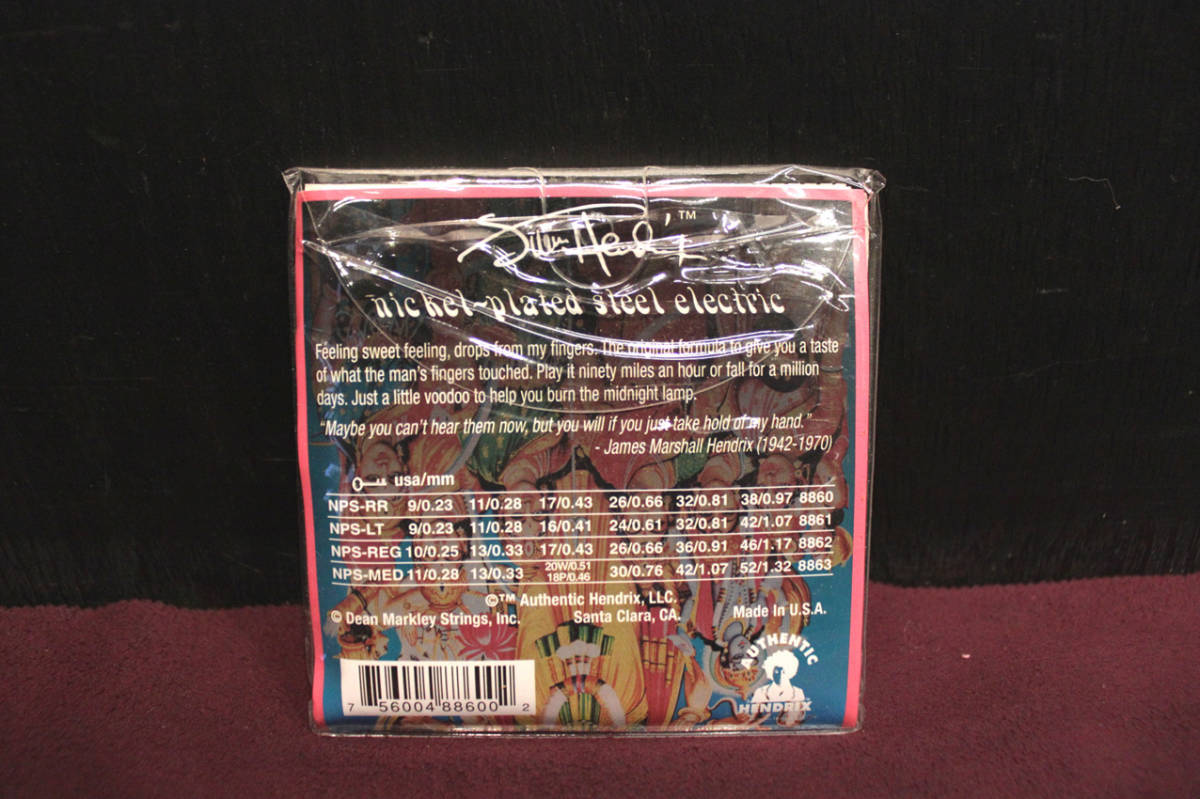 Jimi Hendrix™
nickel-plated steel electric
Feeling sweet feeling, drops from my fingers. The original formula to give you a taste
of what the man's fingers touched. Play it ninety miles an hour or fall for a million
days. Just a little voodoo to help you burn the midnight lamp.
"Maybe you can't hear them now, but you will if you just take hold of my hand."
- James Marshall Hendrix (1942-1970)
usa/mm
NPS-RR 9/0.23 11/0.28 17/0.43 26/0.66 32/0.81 38/0.97 8860
NPS-LT 9/0.23 11/0.28 16/0.41 24/0.61 32/0.81 42/1.07 8861
NPS-REG 10/0.25 13/0.33 17/0.43 26/0.66 36/0.91 46/1.17 8862
NPS-MED 11/0.28 13/0.33 20W/0.51 18P/0.46 30/0.76 42/1.07 52/1.32 8863
©™ Authentic Hendrix, LLC.
© Dean Markley Strings, Inc. Santa Clara, CA. Made In U.S.A.
AUTHENTIC
HENDRIX
7 56004 88600 2